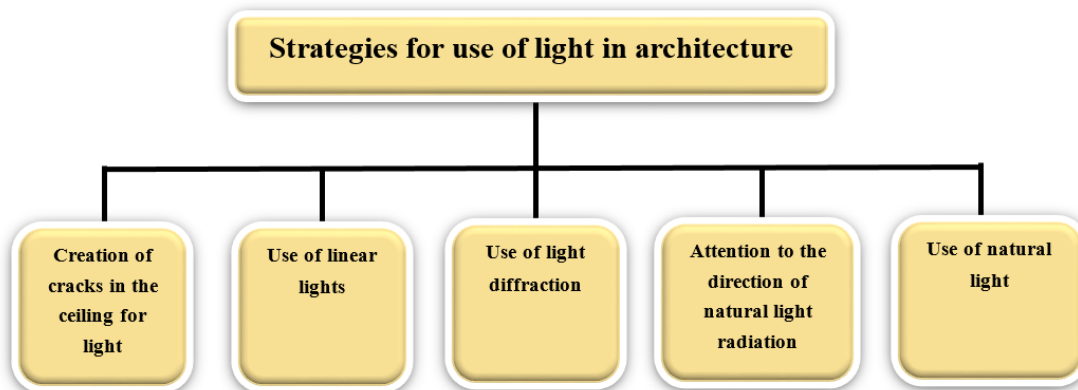 Strategies for use of light in architecture
Creation of
cracks in the
ceiling for
light
Use of linear
lights
Use of light
diffraction
Attention to the
direction of
natural light
radiation
Use of natural
light